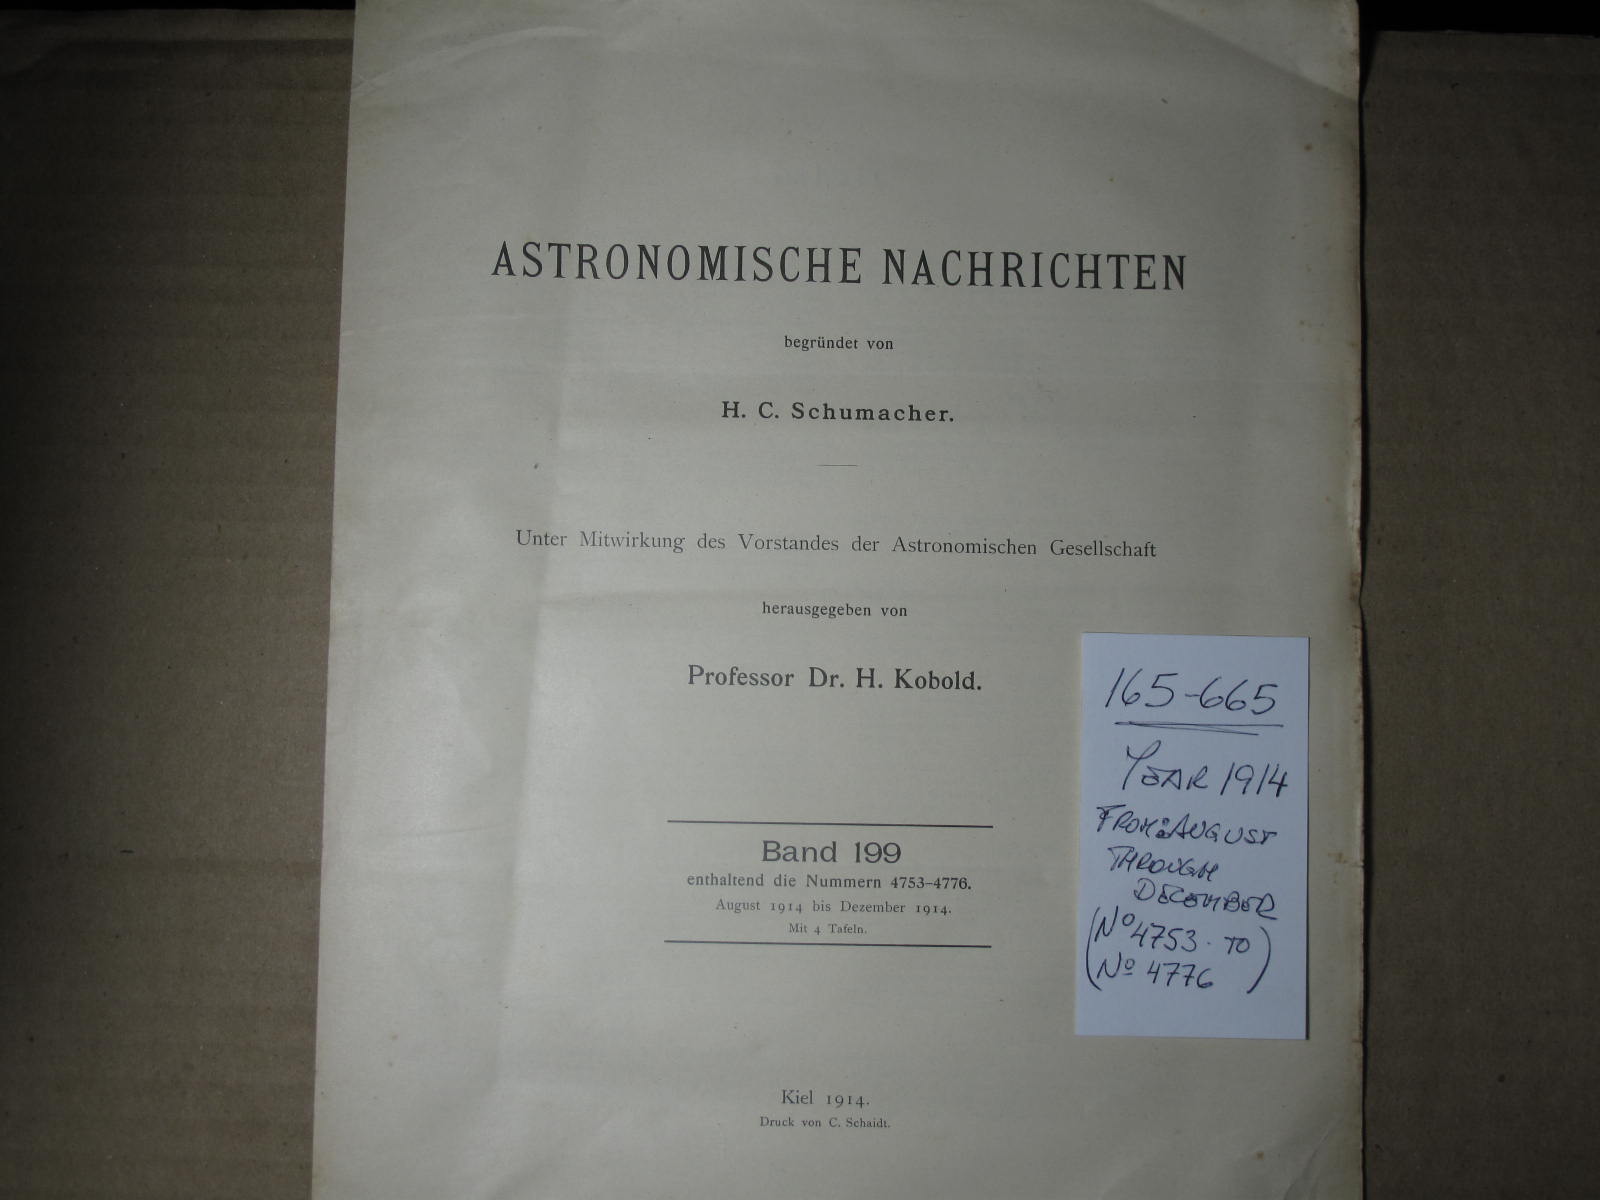 ASTRONOMISCHE NACHRICHTEN
begründet von
H. C. Schumacher.
Unter Mitwirkung des Vorstandes der Astronomischen Gesellschaft
herausgegeben von
Professor Dr. H. Kobold.
Band 199
enthaltend die Nummern 4753–4776.
August 1914 bis Dezember 1914.
Mit 4 Tafeln.
Kiel 1914.
Druck von C. Schaidt.
165-665
YEAR 1914
FROM: AUGUST
THROUGH
DECEMBER
(Nº 4753. TO
Nº 4776)